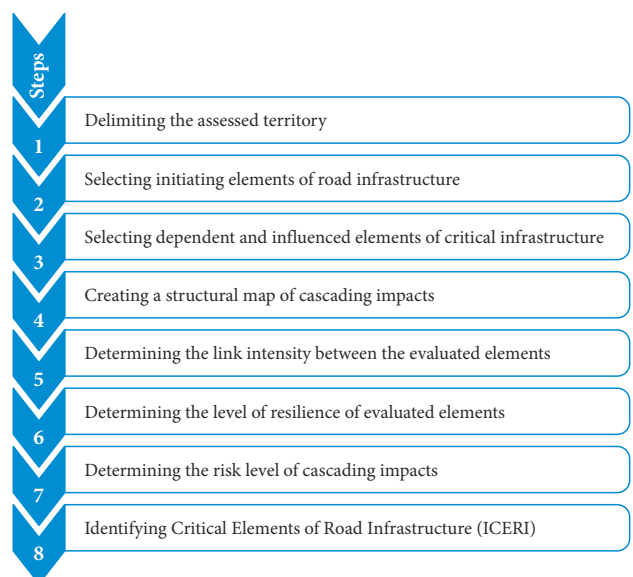 Steps
1
Delimiting the assessed territory
2
Selecting initiating elements of road infrastructure
3
Selecting dependent and influenced elements of critical infrastructure
4
Creating a structural map of cascading impacts
5
Determining the link intensity between the evaluated elements
6
Determining the level of resilience of evaluated elements
7
Determining the risk level of cascading impacts
8
Identifying Critical Elements of Road Infrastructure (ICERI)